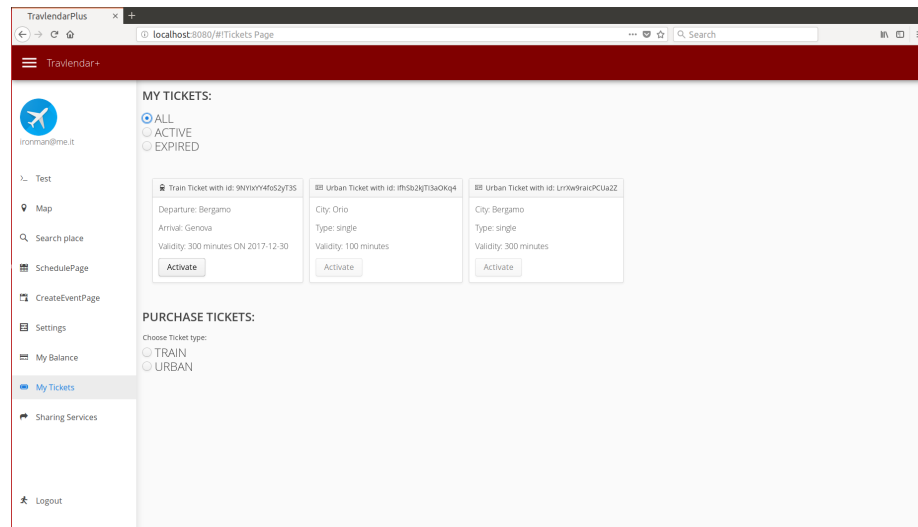 TravlendarPlus × +
localhost:8080/#!Tickets Page ... Search
Travlendar+
ironman@me.it
Test
Map
Search place
SchedulePage
CreateEventPage
Settings
My Balance
My Tickets
Sharing Services
Logout
MY TICKETS:
ALL
ACTIVE
EXPIRED
Train Ticket with id: 9NYIxYY4foS2yT3S
Departure: Bergamo
Arrival: Genova
Validity: 300 minutes ON 2017-12-30
Activate
Urban Ticket with id: IfhSb2kJTi3aOKq4
City: Orio
Type: single
Validity: 100 minutes
Activate
Urban Ticket with id: LrrXw9raicPCUa2Z
City: Bergamo
Type: single
Validity: 300 minutes
Activate
PURCHASE TICKETS:
Choose Ticket type:
TRAIN
URBAN